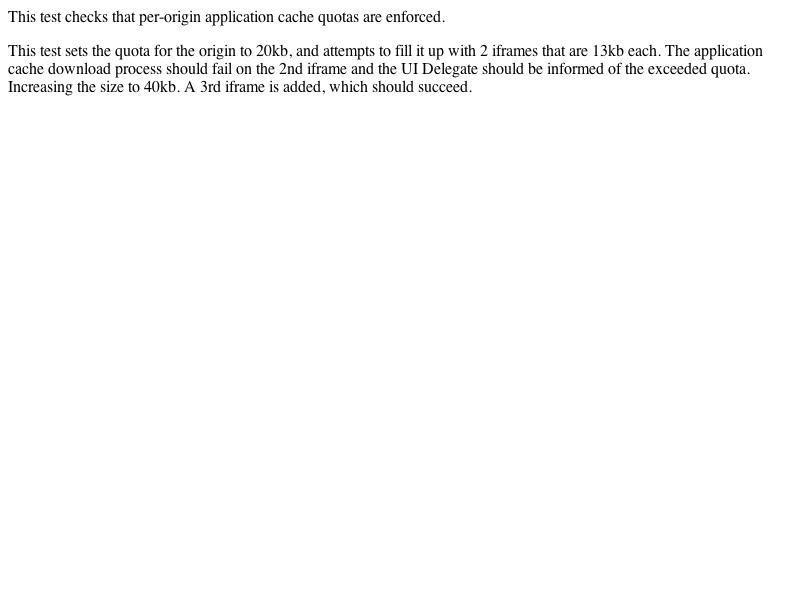 This test checks that per-origin application cache quotas are enforced.
This test sets the quota for the origin to 20kb, and attempts to fill it up with 2 iframes that are 13kb each. The application
cache download process should fail on the 2nd iframe and the UI Delegate should be informed of the exceeded quota.
Increasing the size to 40kb. A 3rd iframe is added, which should succeed.